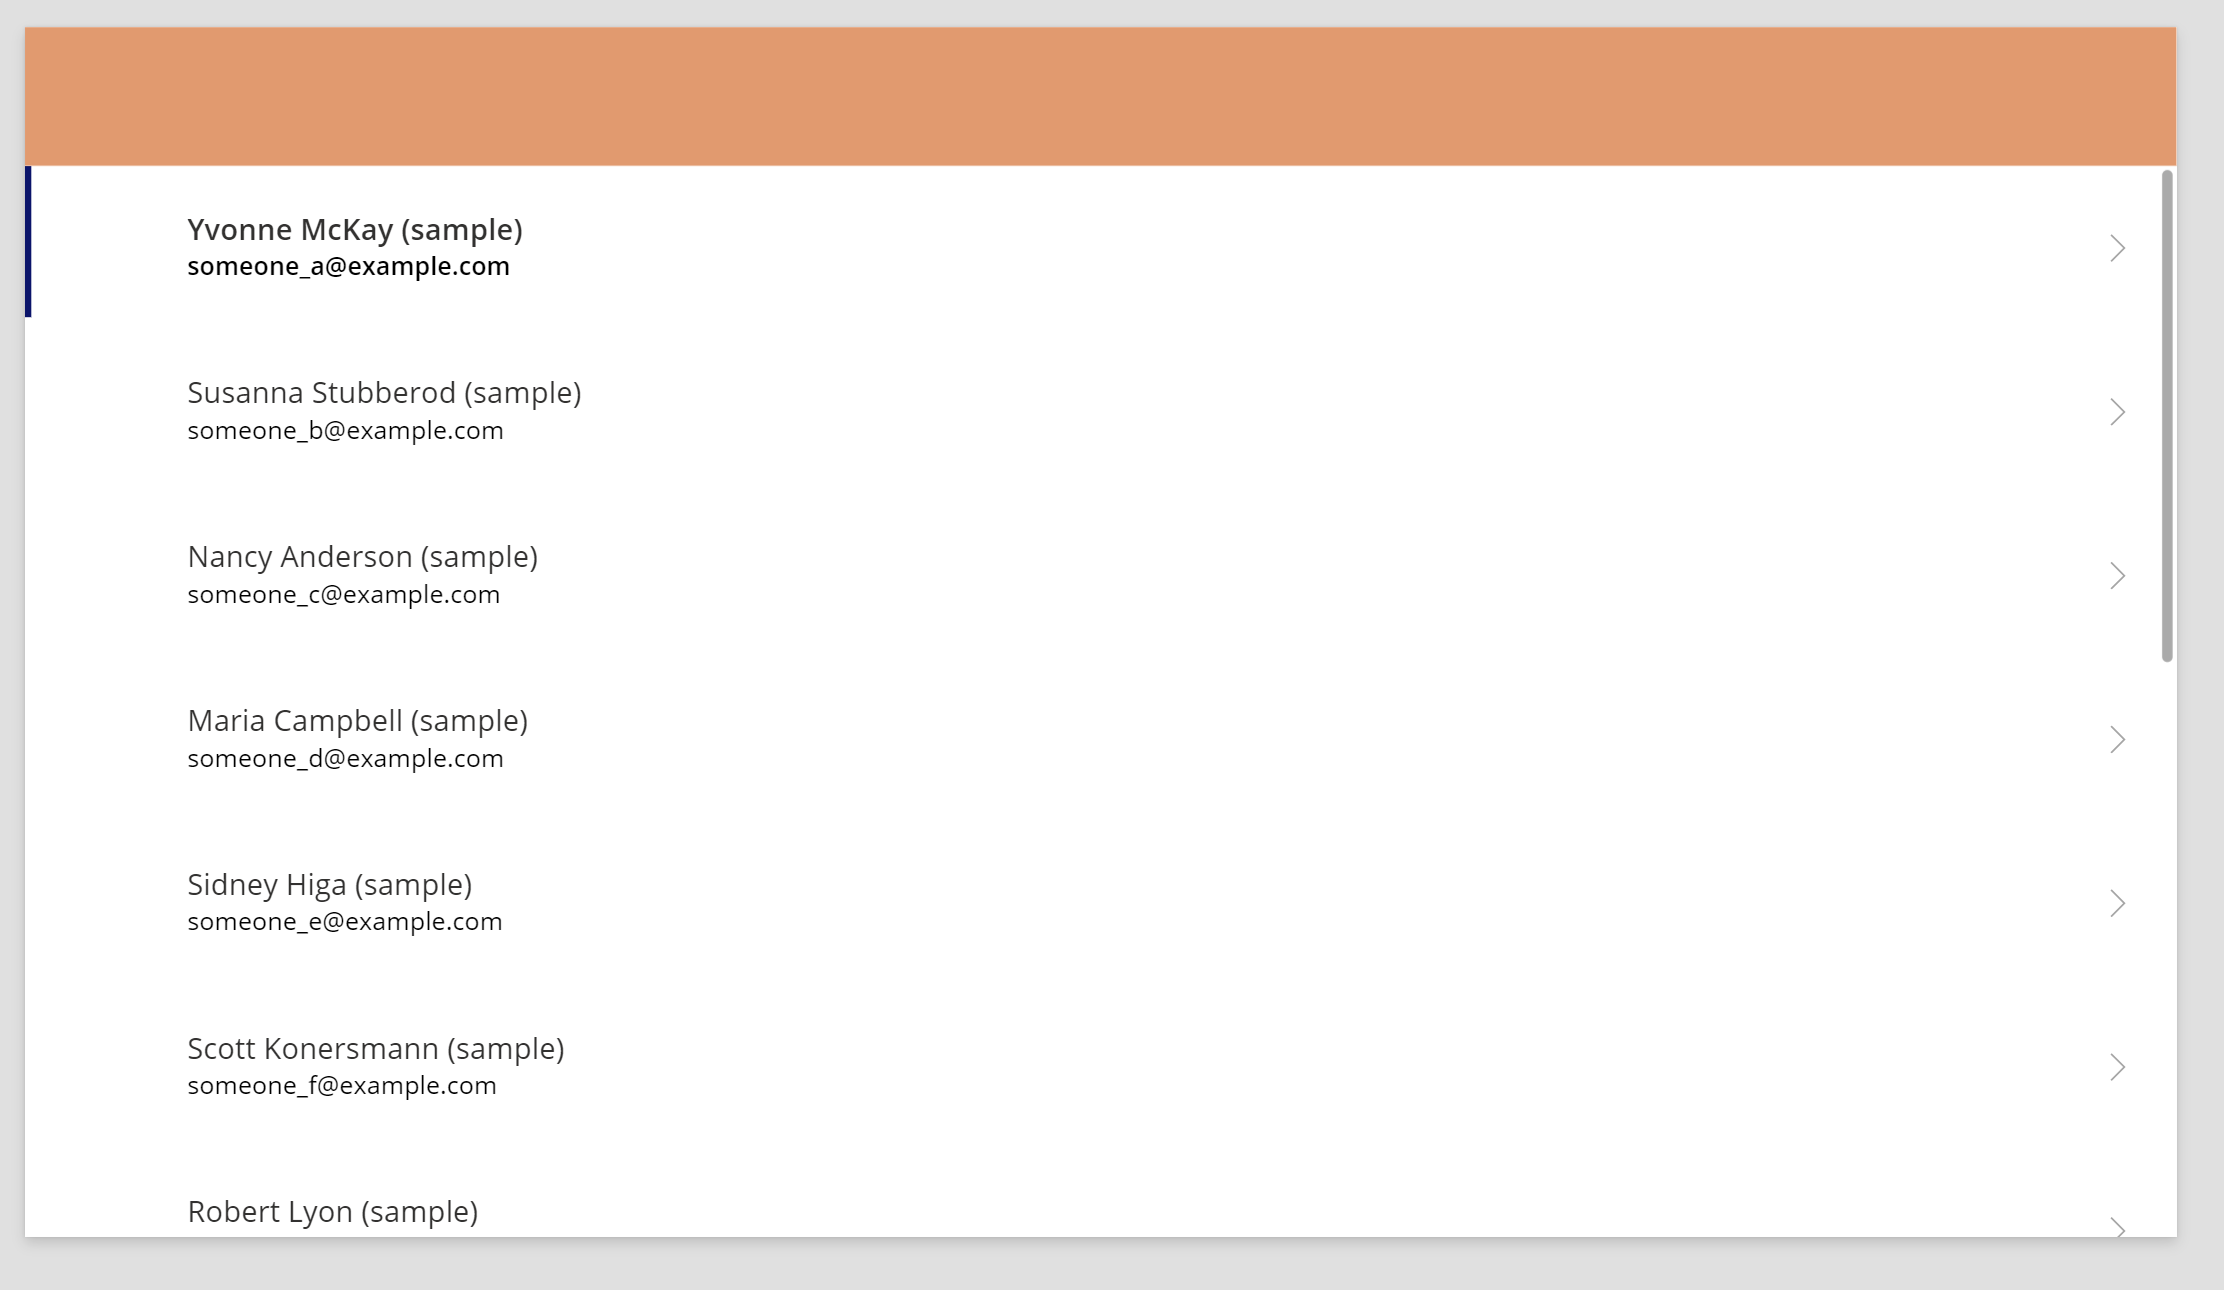 Yvonne McKay (sample)
someone_a@example.com
Susanna Stubberod (sample)
someone_b@example.com
Nancy Anderson (sample)
someone_c@example.com
Maria Campbell (sample)
someone_d@example.com
Sidney Higa (sample)
someone_e@example.com
Scott Konersmann (sample)
someone_f@example.com
Robert Lyon (sample)